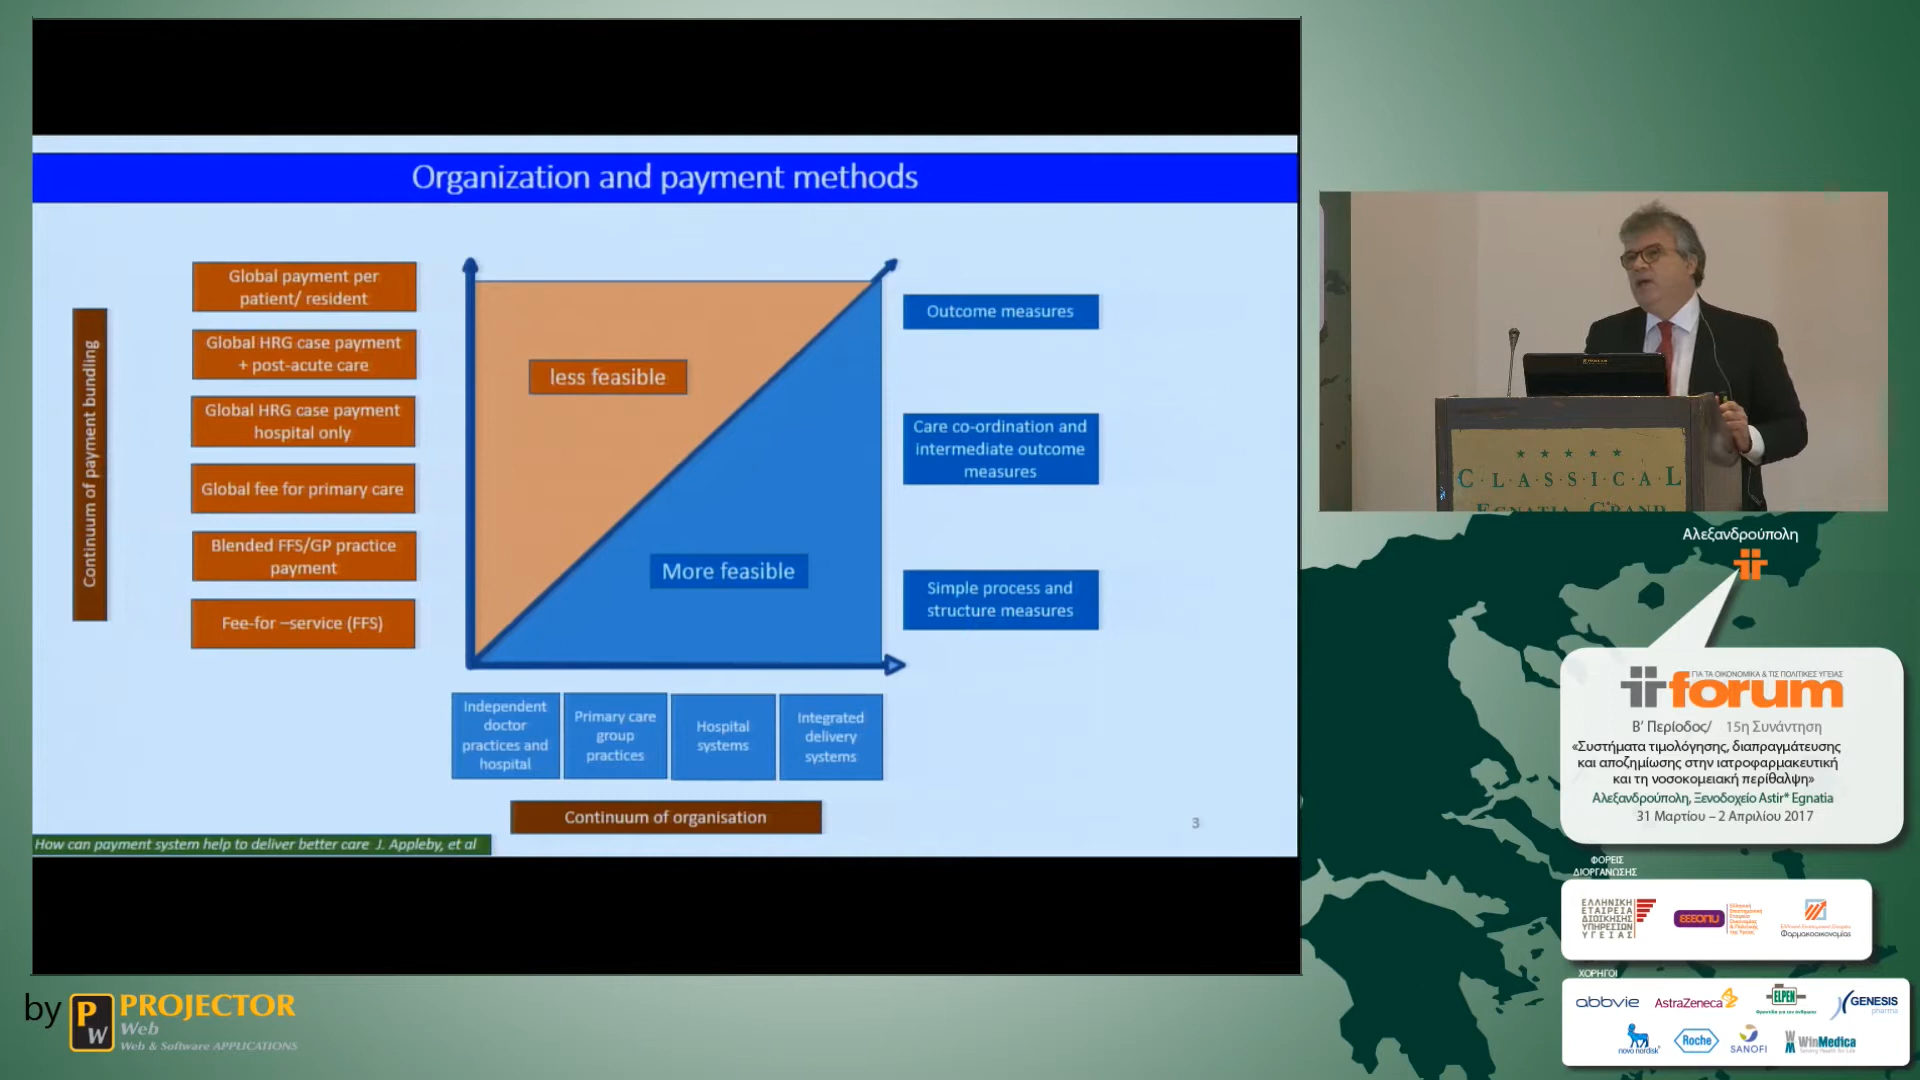 Organization and payment methods
Continuum of payment bundling
Global payment per
patient/ resident
Global HRG case payment
+ post-acute care
Global HRG case payment
hospital only
Global fee for primary care
Blended FFS/GP practice
payment
Fee-for –service (FFS)
less feasible
More feasible
Outcome measures
Care co-ordination and
intermediate outcome
measures
Simple process and
structure measures
Independent
doctor
practices and
hospital
Primary care
group
practices
Hospital
systems
Integrated
delivery
systems
Continuum of organisation
3
How can payment system help to deliver better care J. Appleby, et al
C·L·A·S·S·I·C·A·L
EGNATIA GRAND
Αλεξανδρούπολη
ΓΙΑ ΤΑ ΟΙΚΟΝΟΜΙΚΑ & ΤΙΣ ΠΟΛΙΤΙΚΕΣ ΥΓΕΙΑΣ
forum
Β’ Περίοδος/ 15η Συνάντηση
«Συστήματα τιμολόγησης, διαπραγμάτευσης
και αποζημίωσης στην ιατροφαρμακευτική
και τη νοσοκομειακή περίθαλψη»
Αλεξανδρούπολη, Ξενοδοχείο Astir* Egnatia
31 Μαρτίου – 2 Απριλίου 2017
ΦΟΡΕΙΣ
ΔΙΟΡΓΑΝΩΣΗΣ
ΕΛΛΗΝΙΚΗ
ΕΤΑΙΡΕΙΑ
ΔΙΟΙΚΗΣΗΣ
ΥΠΗΡΕΣΙΩΝ
ΥΓΕΙΑΣ
ΕΕΕΟΠΥ
Φαρμακοοικονομίας
ΧΟΡΗΓΟΙ
abbvie
AstraZeneca
ELPEN
GENESIS
pharma
novo nordisk
Roche
SANOFI
WinMedica
by
PW
PROJECTOR
Web
Web & Software APPLICATIONS